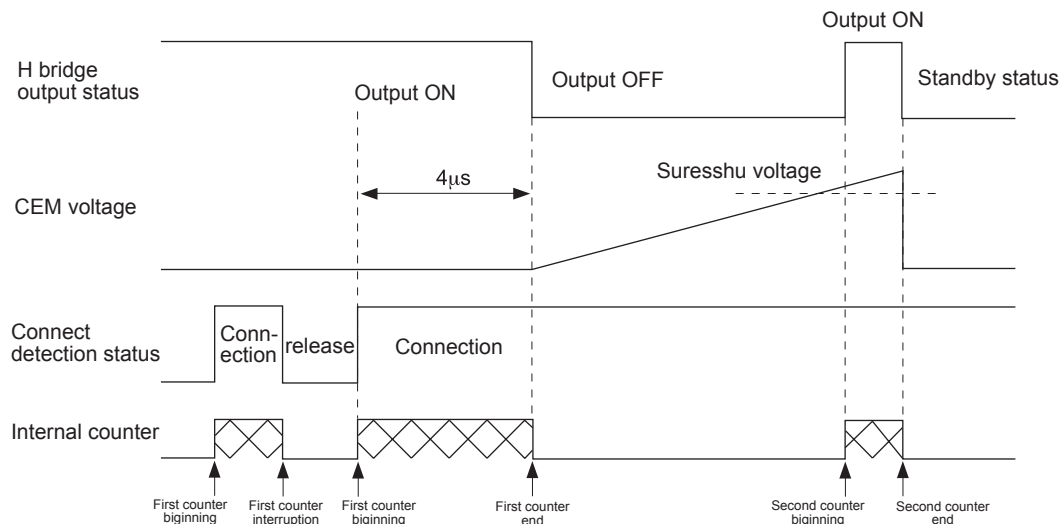 Output ON
H bridge
output status
Output ON
Output OFF
Standby status
4μs
Suresshu voltage
CEM voltage
Connect
detection status
Conn-
ection
release
Connection
Internal counter
First counter
biginning
First counter
interruption
First counter
biginning
First counter
end
Second counter
biginning
Second counter
end